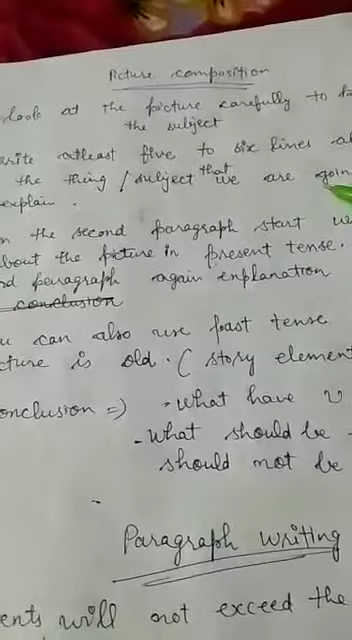 Picture composition
look at the picture carefully to
the subject
atleast five to six lines
the thing / subject that we are going
explain.
the second paragraph start
about the picture in present tense.
paragraph again explanation
conclusion
can also use past tense
is old. ( story element
conclusion => - What have
- What should be
should not be
Paragraph writing
will not exceed the